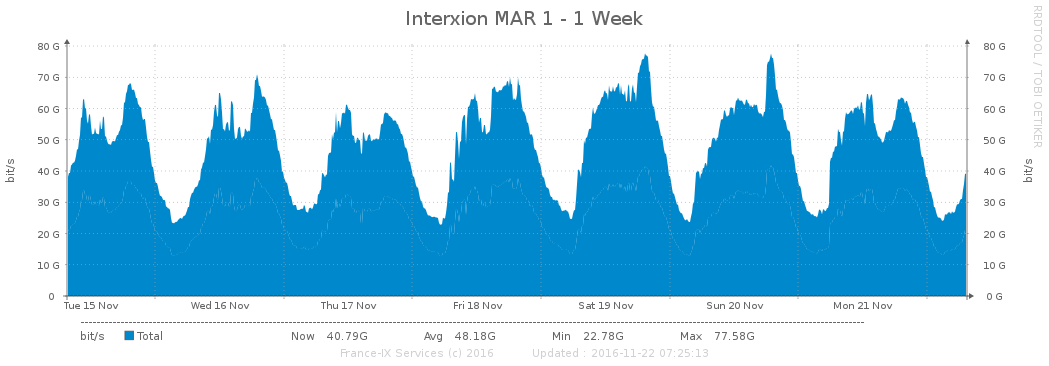 Interxion MAR 1 - 1 Week
RRDTOOL / TOBI OETIKER
80 G 80 G
70 G 70 G
60 G 60 G
50 G 50 G
40 G 40 G
30 G 30 G
20 G 20 G
10 G 10 G
0 0 G
bit/s bit/s
Tue 15 Nov Wed 16 Nov Thu 17 Nov Fri 18 Nov Sat 19 Nov Sun 20 Nov Mon 21 Nov
bit/s Total Now 40.79G Avg 48.18G Min 22.78G Max 77.58G
France-IX Services (c) 2016 Updated : 2016-11-22 07:25:13